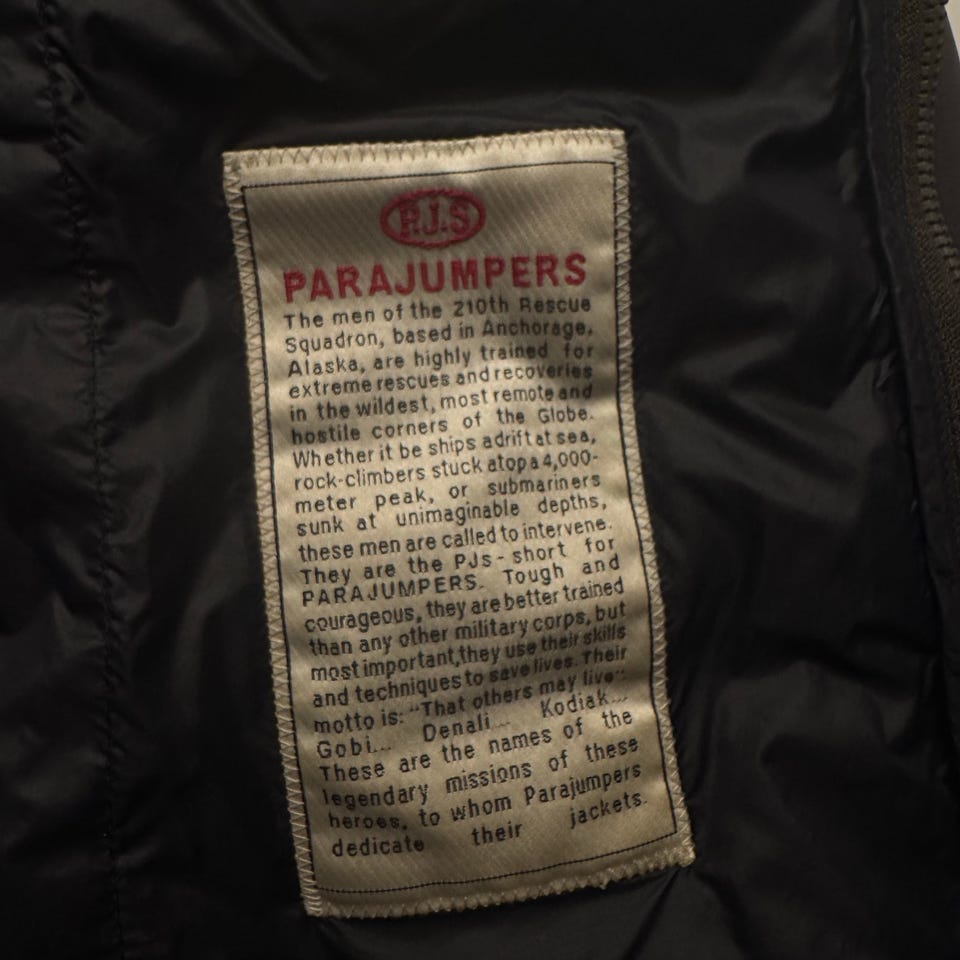 P.J.S
PARAJUMPERS
The men of the 210th Rescue
Squadron, based in Anchorage,
Alaska, are highly trained for
extreme rescues and recoveries
in the wildest, most remote and
hostile corners of the Globe.
Whether it be ships adrift at sea,
rock-climbers stuck atop a 4,000-
meter peak, or submariners
sunk at unimaginable depths,
these men are called to intervene.
They are the PJs - short for
PARAJUMPERS. Tough and
courageous, they are better trained
than any other military corps, but
most important, they use their skills
and techniques to save lives. Their
motto is: "That others may live".
Gobi... Denali... Kodiak...
These are the names of the
legendary missions of these
heroes, to whom Parajumpers
dedicate their jackets.